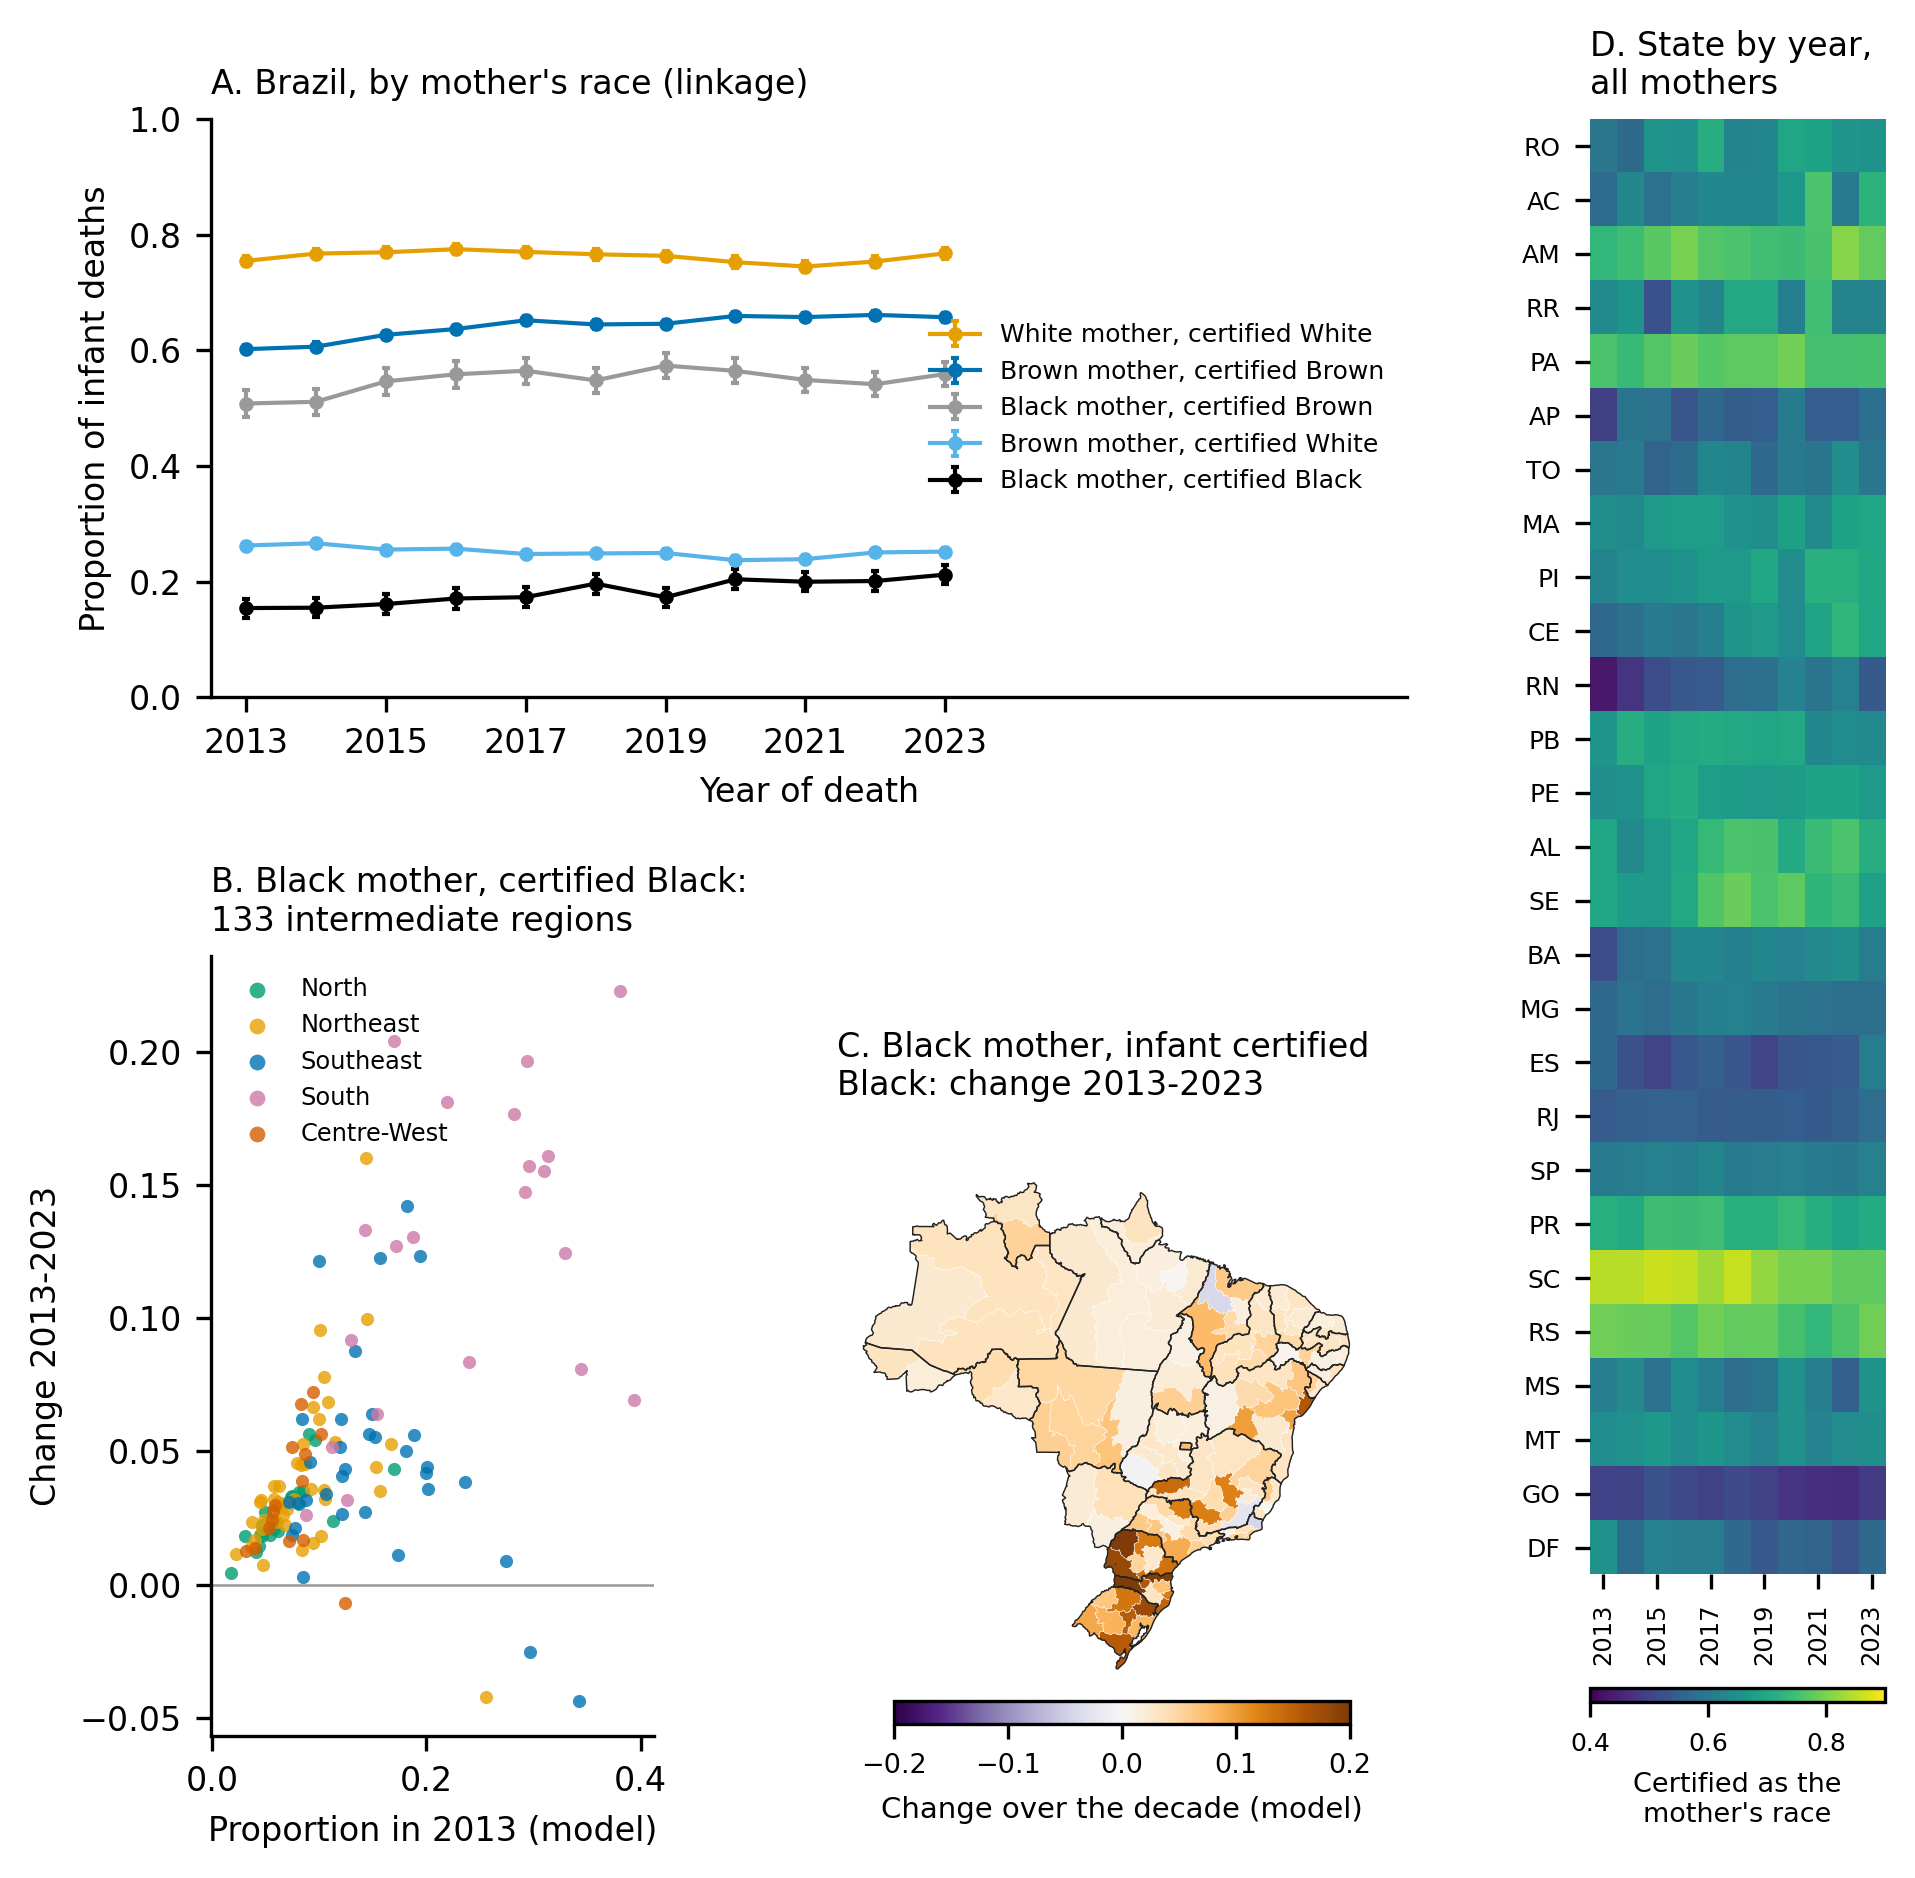 A. Brazil, by mother's race (linkage)
1.0
0.8
0.6
0.4
0.2
0.0
Proportion of infant deaths
2013
2015
2017
2019
2021
2023
Year of death
White mother, certified White
Brown mother, certified Brown
Black mother, certified Brown
Brown mother, certified White
Black mother, certified Black
B. Black mother, certified Black:
133 intermediate regions
North
Northeast
Southeast
South
Centre-West
0.20
0.15
0.10
0.05
0.00
−0.05
Change 2013-2023
0.0
0.2
0.4
Proportion in 2013 (model)
C. Black mother, infant certified
Black: change 2013-2023
−0.2
−0.1
0.0
0.1
0.2
Change over the decade (model)
D. State by year,
all mothers
RO
AC
AM
RR
PA
AP
TO
MA
PI
CE
RN
PB
PE
AL
SE
BA
MG
ES
RJ
SP
PR
SC
RS
MS
MT
GO
DF
2013
2015
2017
2019
2021
2023
0.4
0.6
0.8
Certified as the
mother's race